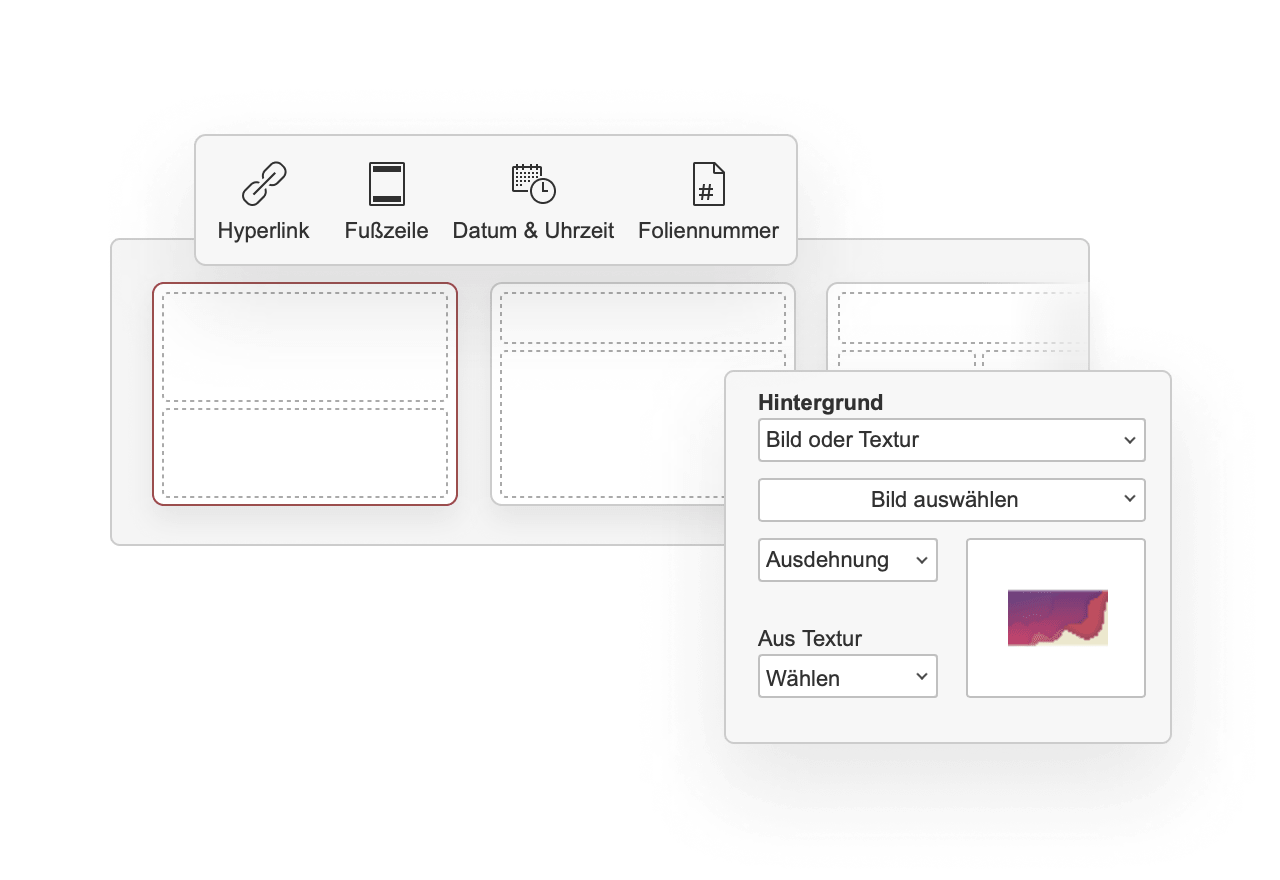 Hyperlink
Fußzeile
Datum & Uhrzeit
Foliennummer
#
Hintergrund
Bild oder Textur
Bild auswählen
Ausdehnung
Aus Textur
Wählen